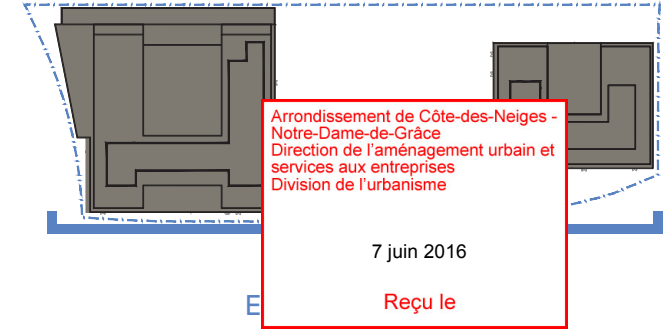 Arrondissement de Côte-des-Neiges -
Notre-Dame-de-Grâce
Direction de l'aménagement urbain et
services aux entreprises
Division de l'urbanisme
7 juin 2016
Reçu le